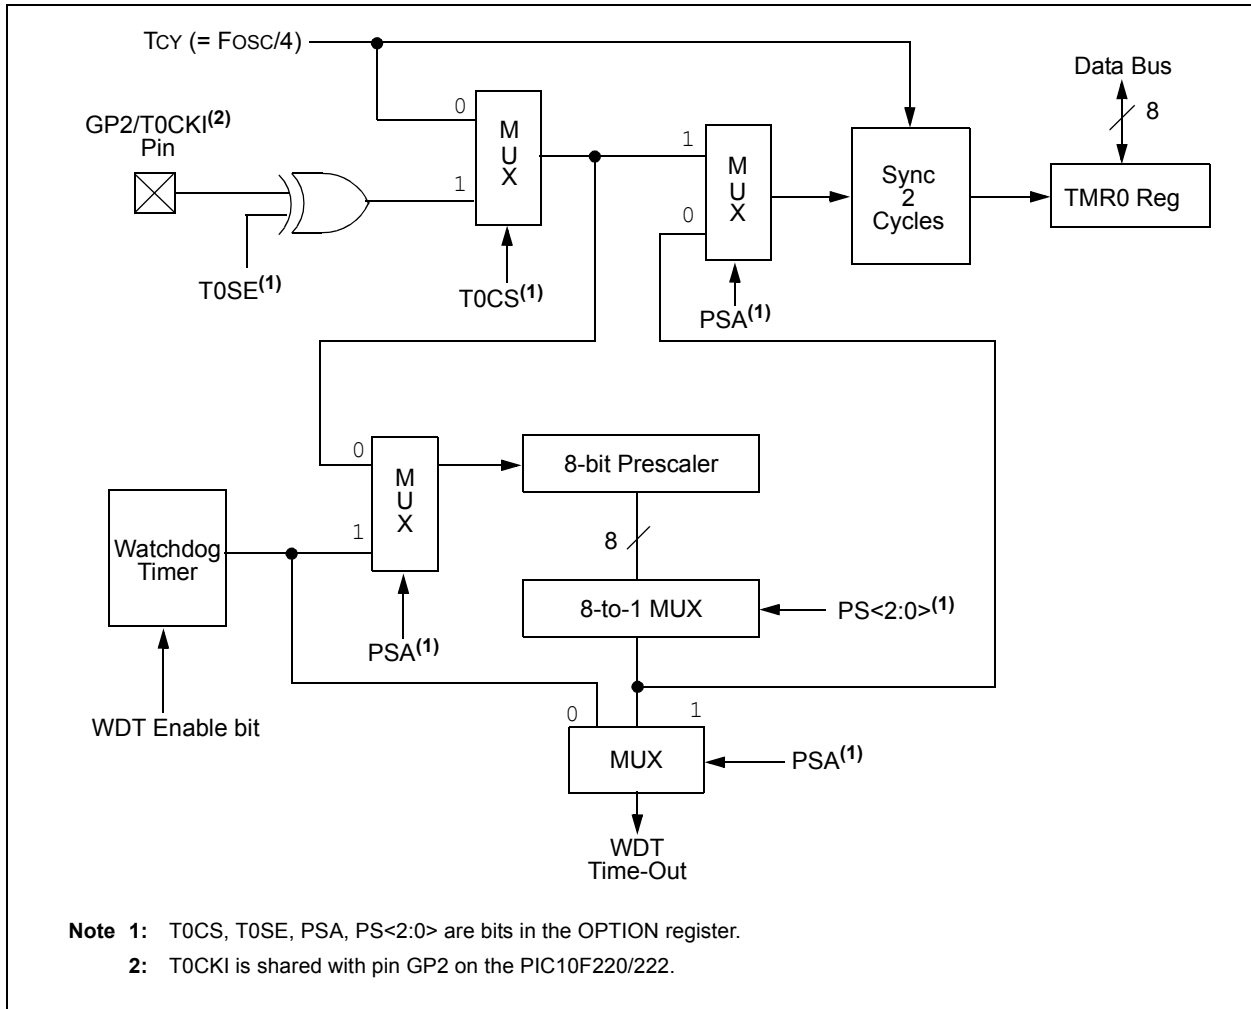 TCY (= FOSC/4)
Data Bus
8
GP2/T0CKI(2)
Pin
0
MUX
1
T0SE(1)
T0CS(1)
1
MUX
0
PSA(1)
Sync
2
Cycles
TMR0 Reg
0
MUX
1
PSA(1)
8-bit Prescaler
8
Watchdog
Timer
8-to-1 MUX
PS<2:0>(1)
WDT Enable bit
0
1
MUX
PSA(1)
WDT
Time-Out
Note 1: T0CS, T0SE, PSA, PS<2:0> are bits in the OPTION register.
2: T0CKI is shared with pin GP2 on the PIC10F220/222.